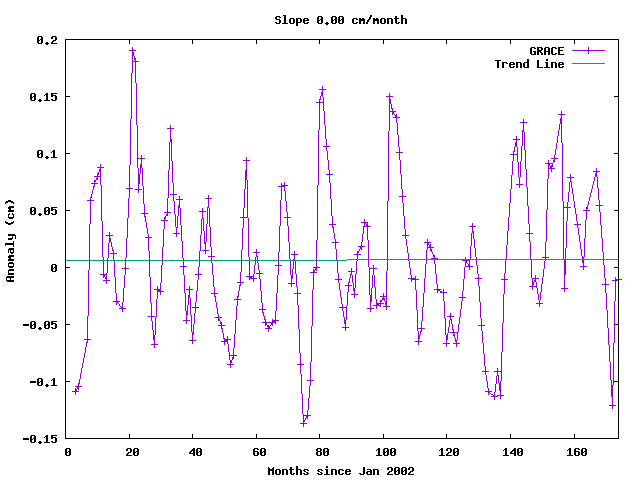 Slope 0.00 cm/month
GRACE
Trend Line
0.2
0.15
0.1
0.05
0
-0.05
-0.1
-0.15
Anomaly (cm)
0 20 40 60 80 100 120 140 160
Months since Jan 2002